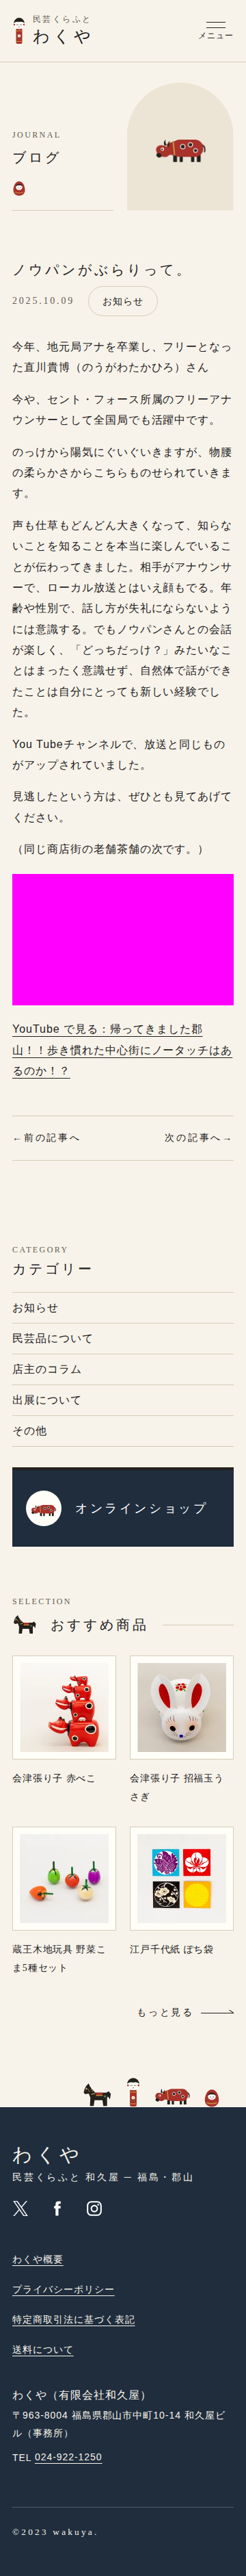 民芸くらふと
わくや
メニュー
JOURNAL
ブログ
ノウパンがぶらりって。
2025.10.09
お知らせ
今年、地元局アナを卒業し、フリーとなっ
た直川貴博（のうがわたかひろ）さん
今や、セント・フォース所属のフリーアナ
ウンサーとして全国局でも活躍中です。
のっけから陽気にぐいぐいきますが、物腰
の柔らかさからこちらものせられていきま
す。
声も仕草もどんどん大きくなって、知らな
いことを知ることを本当に楽しんでいるこ
とが伝わってきました。相手がアナウンサ
ーで、ローカル放送とはいえ顔もでる。年
齢や性別で、話し方が失礼にならないよう
には意識する。でもノウパンさんとの会話
が楽しく、「どっちだっけ？」みたいなこ
とはまったく意識せず、自然体で話ができ
たことは自分にとっても新しい経験でし
た。
You Tubeチャンネルで、放送と同じもの
がアップされていました。
見逃したという方は、ぜひとも見てあげて
ください。
（同じ商店街の老舗茶舗の次です。）
YouTube で見る：帰ってきました郡
山！！歩き慣れた中心街にノータッチはあ
るのか！？
←前の記事へ
次の記事へ→
CATEGORY
カテゴリー
お知らせ
民芸品について
店主のコラム
出展について
その他
オンラインショップ
SELECTION
おすすめ商品
会津張り子 赤べこ
会津張り子 招福玉う
さぎ
蔵王木地玩具 野菜こ
ま5種セット
江戸千代紙 ぽち袋
もっと見る
わくや
民芸くらふと 和久屋 ─ 福島・郡山
わくや概要
プライバシーポリシー
特定商取引法に基づく表記
送料について
わくや（有限会社和久屋）
〒963-8004 福島県郡山市中町10-14 和久屋ビ
ル（事務所）
TEL 024-922-1250
©2023 wakuya.